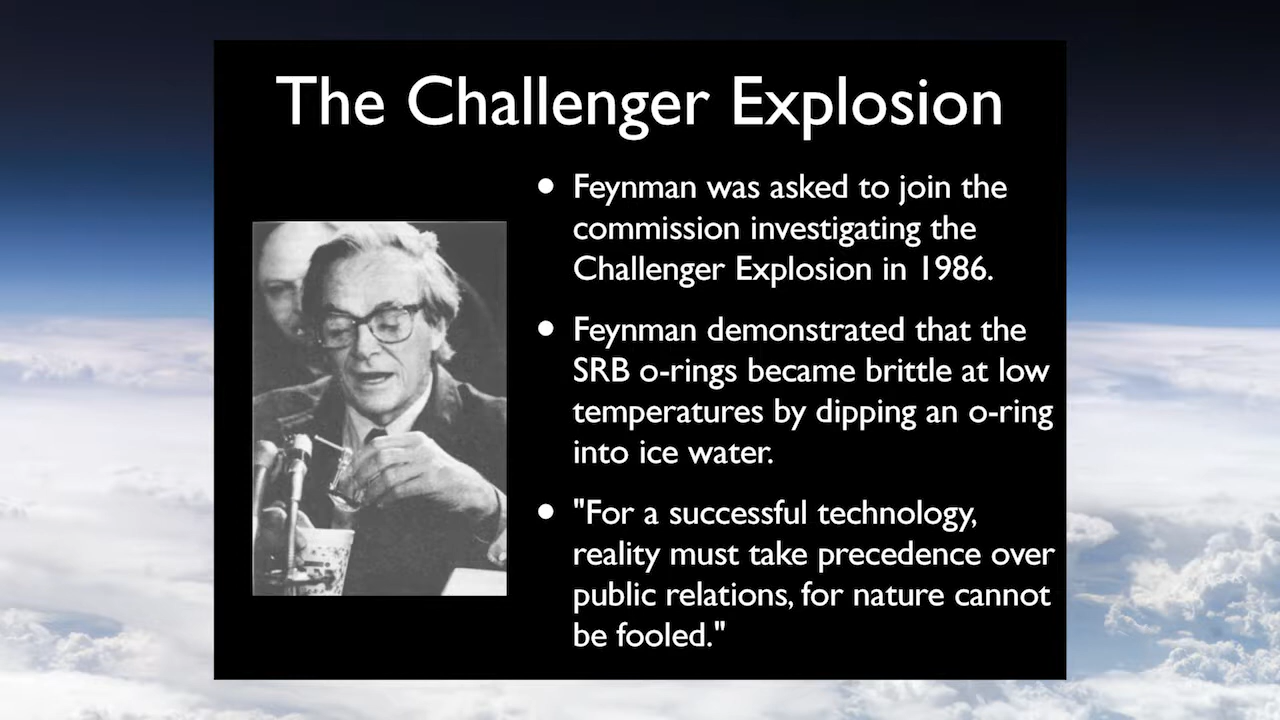 The Challenger Explosion
• Feynman was asked to join the
commission investigating the
Challenger Explosion in 1986.
• Feynman demonstrated that the
SRB o-rings became brittle at low
temperatures by dipping an o-ring
into ice water.
• "For a successful technology,
reality must take precedence over
public relations, for nature cannot
be fooled."